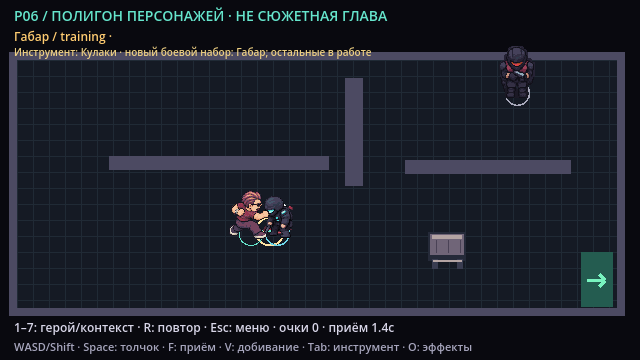 P06 / ПОЛИГОН ПЕРСОНАЖЕЙ · НЕ СЮЖЕТНАЯ ГЛАВА
Габар / training ·
Инструмент: Кулаки · новый боевой набор: Габар; остальные в работе
1–7: герой/контекст · R: повтор · Esc: меню · очки 0 · приём 1.4с
WASD/Shift · Space: толчок · F: приём · V: добивание · Tab: инструмент · O: эффекты